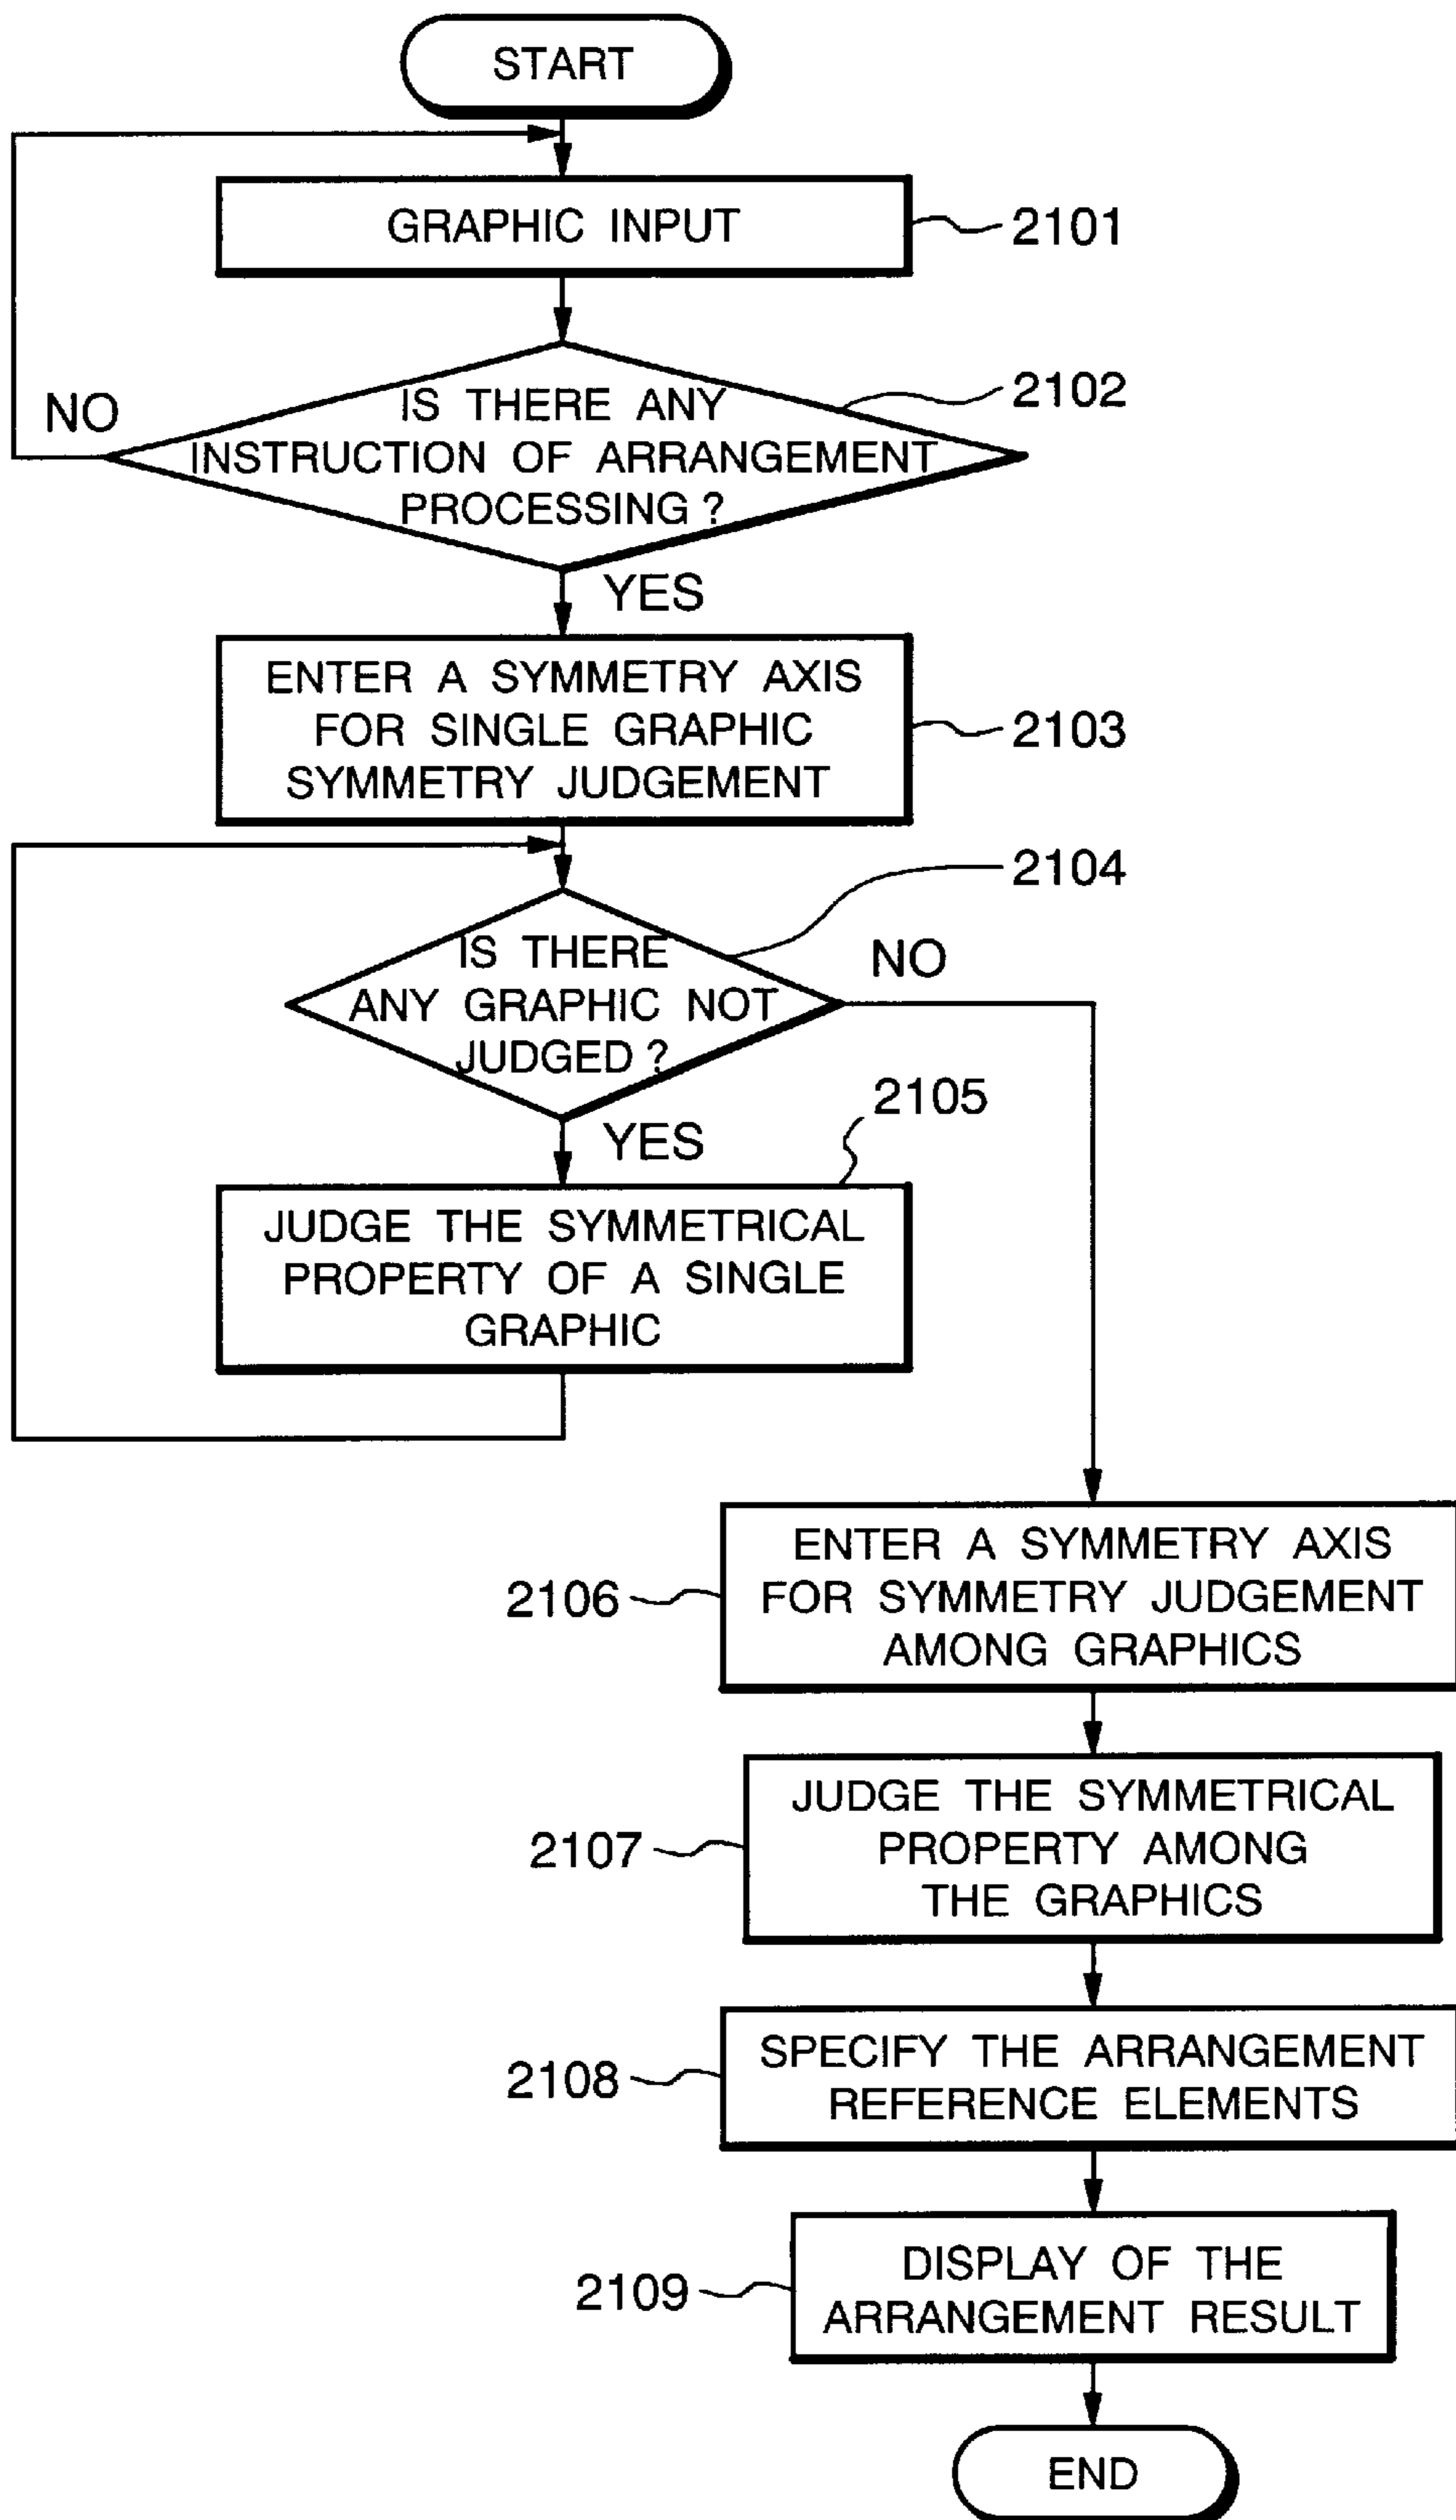 START
GRAPHIC INPUT
2101
IS THERE ANY
INSTRUCTION OF ARRANGEMENT
PROCESSING ?
2102
NO
YES
ENTER A SYMMETRY AXIS
FOR SINGLE GRAPHIC
SYMMETRY JUDGEMENT
2103
IS THERE
ANY GRAPHIC NOT
JUDGED ?
2104
NO
YES
2105
JUDGE THE SYMMETRICAL
PROPERTY OF A SINGLE
GRAPHIC
ENTER A SYMMETRY AXIS
FOR SYMMETRY JUDGEMENT
AMONG GRAPHICS
2106
JUDGE THE SYMMETRICAL
PROPERTY AMONG
THE GRAPHICS
2107
SPECIFY THE ARRANGEMENT
REFERENCE ELEMENTS
2108
DISPLAY OF THE
ARRANGEMENT RESULT
2109
END